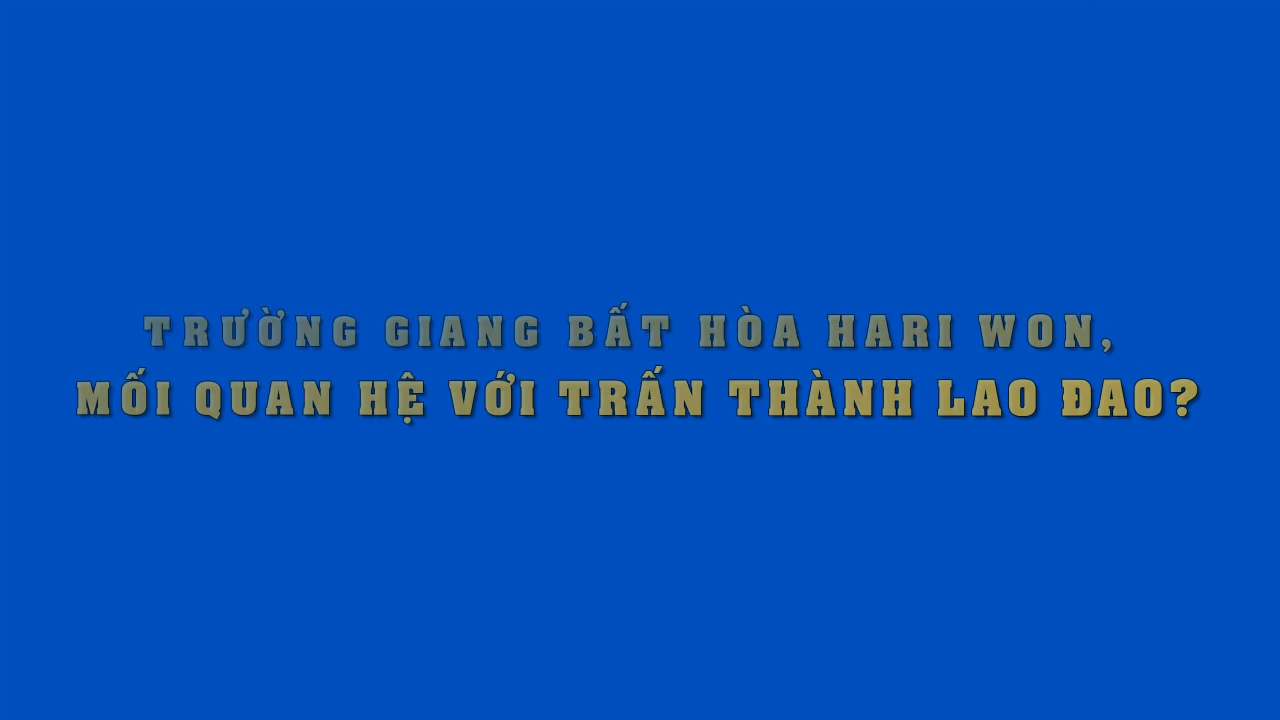 TRƯỜNG GIANG BẤT HÒA HARI WON,
MỐI QUAN HỆ VỚI TRẤN THÀNH LAO ĐAO?